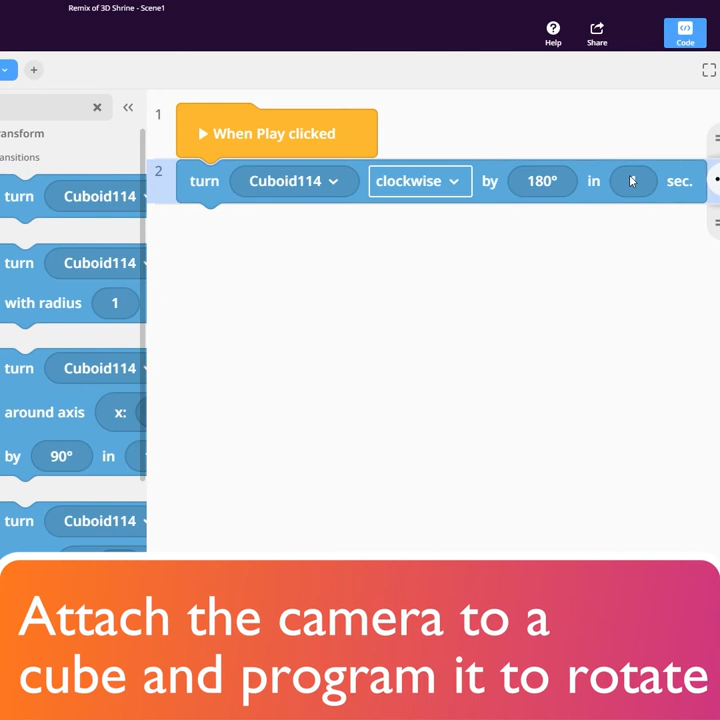 Remix of 3D Shrine - Scene1
Help
Share
Code
+
ransform
ansitions
turn Cuboid114
turn Cuboid114
with radius 1
turn Cuboid114
around axis x:
by 90° in
turn Cuboid114
1
When Play clicked
2
turn Cuboid114 clockwise by 180° in sec.
Attach the camera to a
cube and program it to rotate